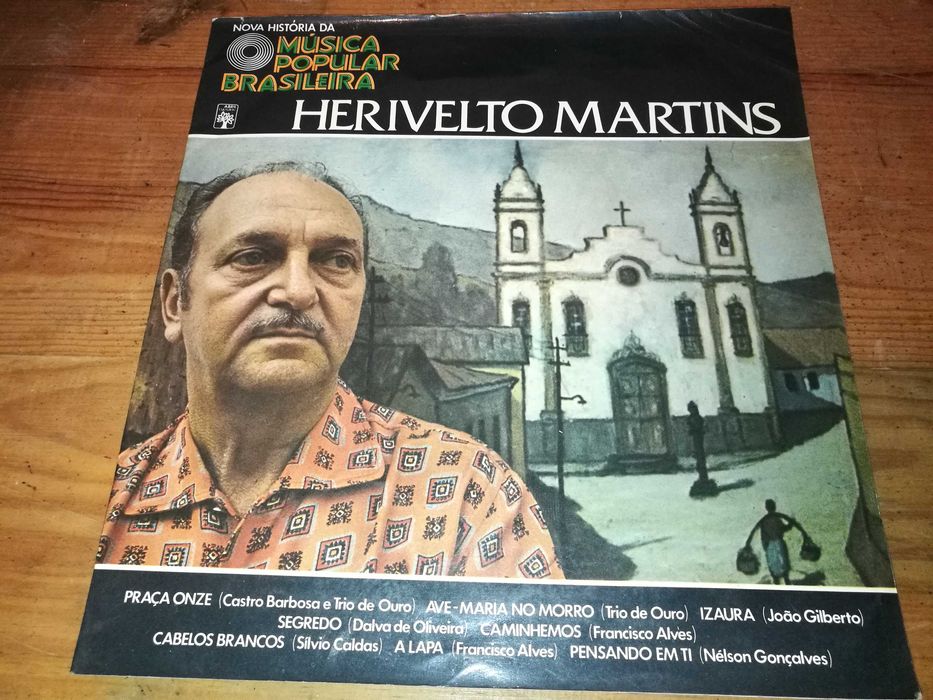 NOVA HISTÓRIA DA
MÚSICA
POPULAR
BRASILEIRA
ABRIL
HERIVELTO MARTINS
PRAÇA ONZE (Castro Barbosa e Trio de Ouro) AVE-MARIA NO MORRO (Trio de Ouro) IZAURA (João Gilberto)
SEGREDO (Dalva de Oliveira) CAMINHEMOS (Francisco Alves)
CABELOS BRANCOS (Sílvio Caldas) A LAPA (Francisco Alves) PENSANDO EM TI (Nélson Gonçalves)